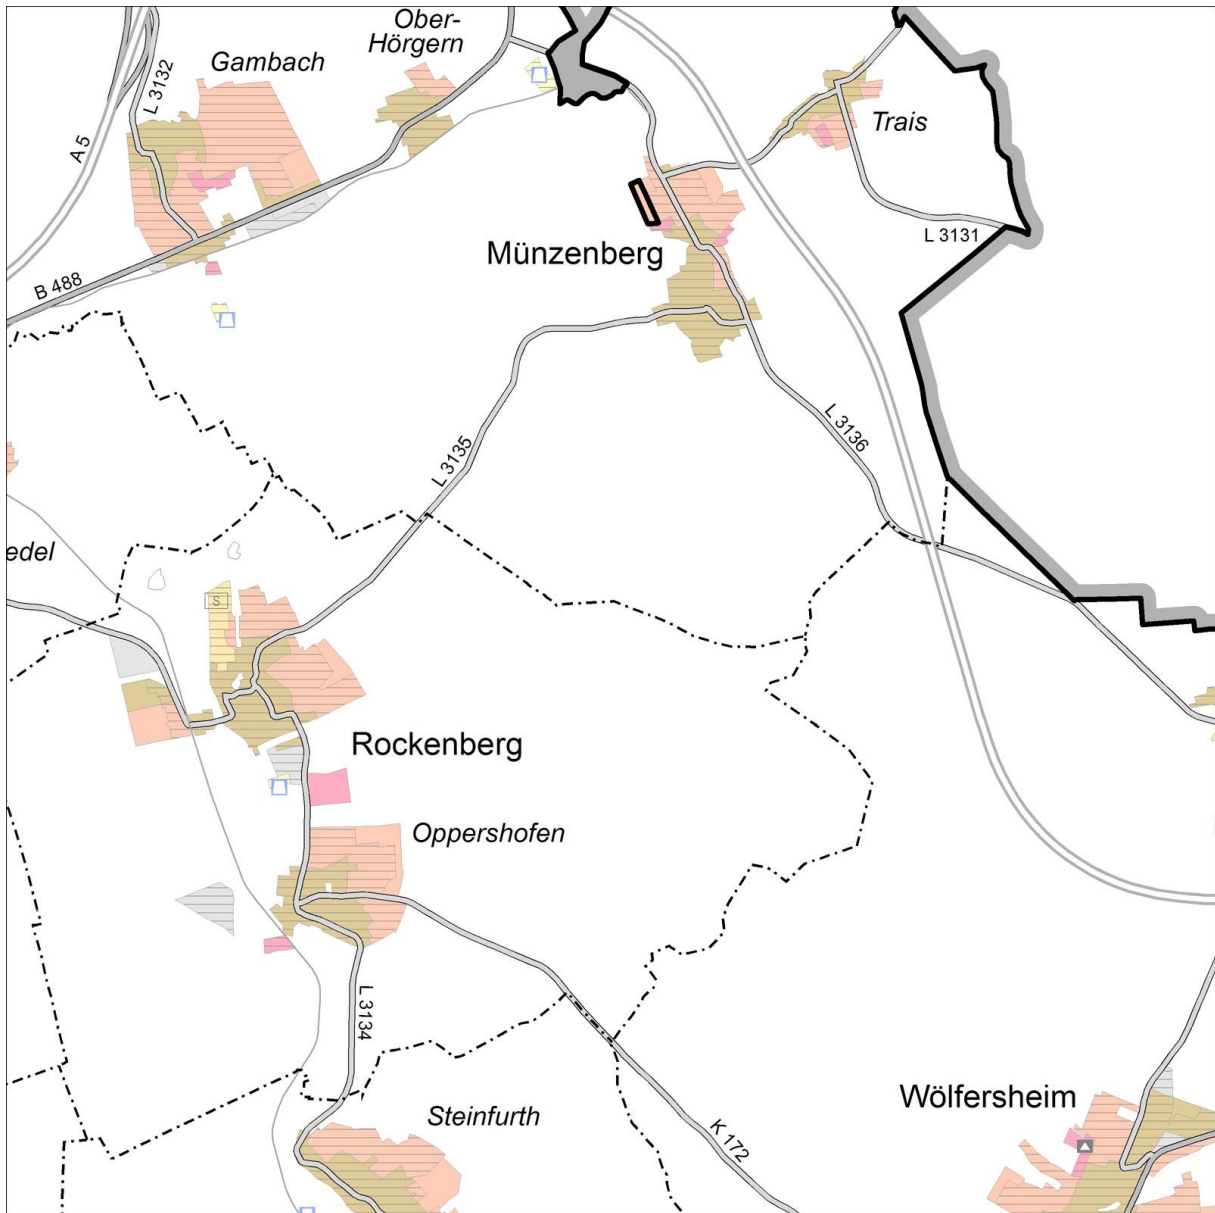 Ober-
Hörgern
Gambach
L 3132
A 5
Trais
L 3131
Münzenberg
B 488
L 3136
L 3135
edel
S
Rockenberg
Oppershofen
L 3134
Wölfersheim
Steinfurth
K 172